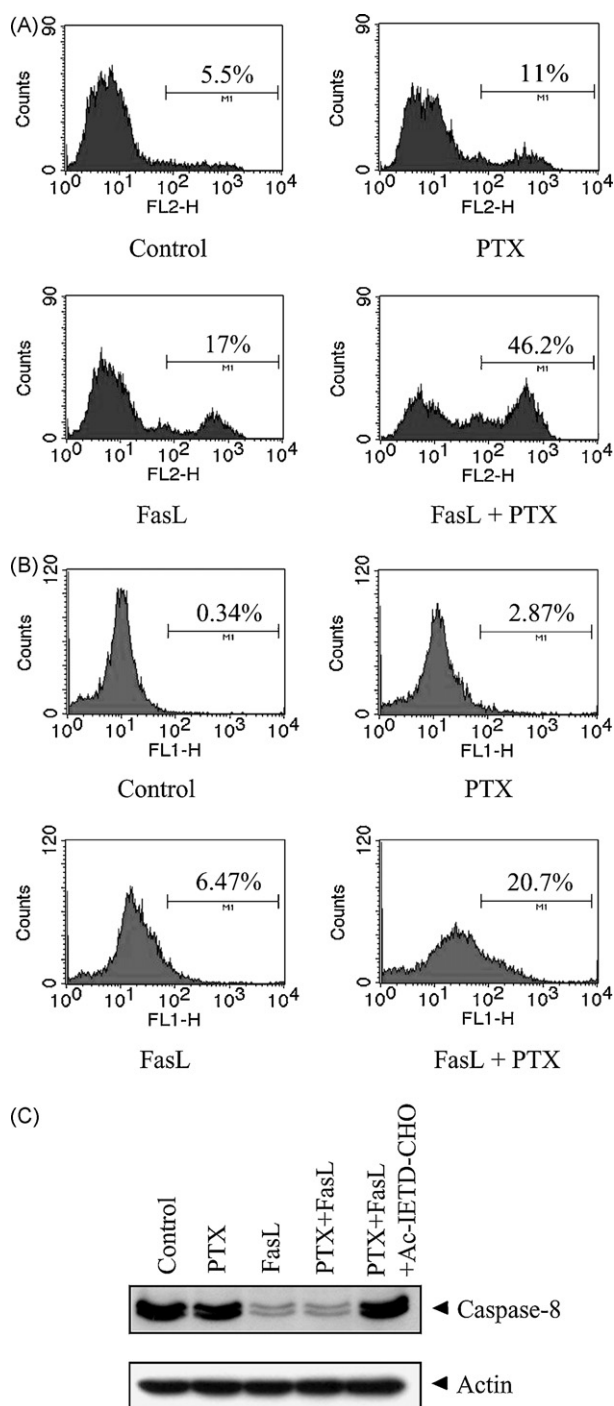 (A)
90
Counts
0
5.5%
M1
10^0 10^1 10^2 10^3 10^4
FL2-H
Control
90
Counts
0
11%
M1
10^0 10^1 10^2 10^3 10^4
FL2-H
PTX
90
Counts
0
17%
M1
10^0 10^1 10^2 10^3 10^4
FL2-H
FasL
90
Counts
0
46.2%
M1
10^0 10^1 10^2 10^3 10^4
FL2-H
FasL + PTX
(B)
120
Counts
0
0.34%
M1
10^0 10^1 10^2 10^3 10^4
FL1-H
Control
120
Counts
0
2.87%
M1
10^0 10^1 10^2 10^3 10^4
FL1-H
PTX
120
Counts
0
6.47%
M1
10^0 10^1 10^2 10^3 10^4
FL1-H
FasL
120
Counts
0
20.7%
M1
10^0 10^1 10^2 10^3 10^4
FL1-H
FasL + PTX
(C)
Control
PTX
FasL
PTX+FasL
PTX+FasL
+Ac-IETD-CHO
◄ Caspase-8
◄ Actin